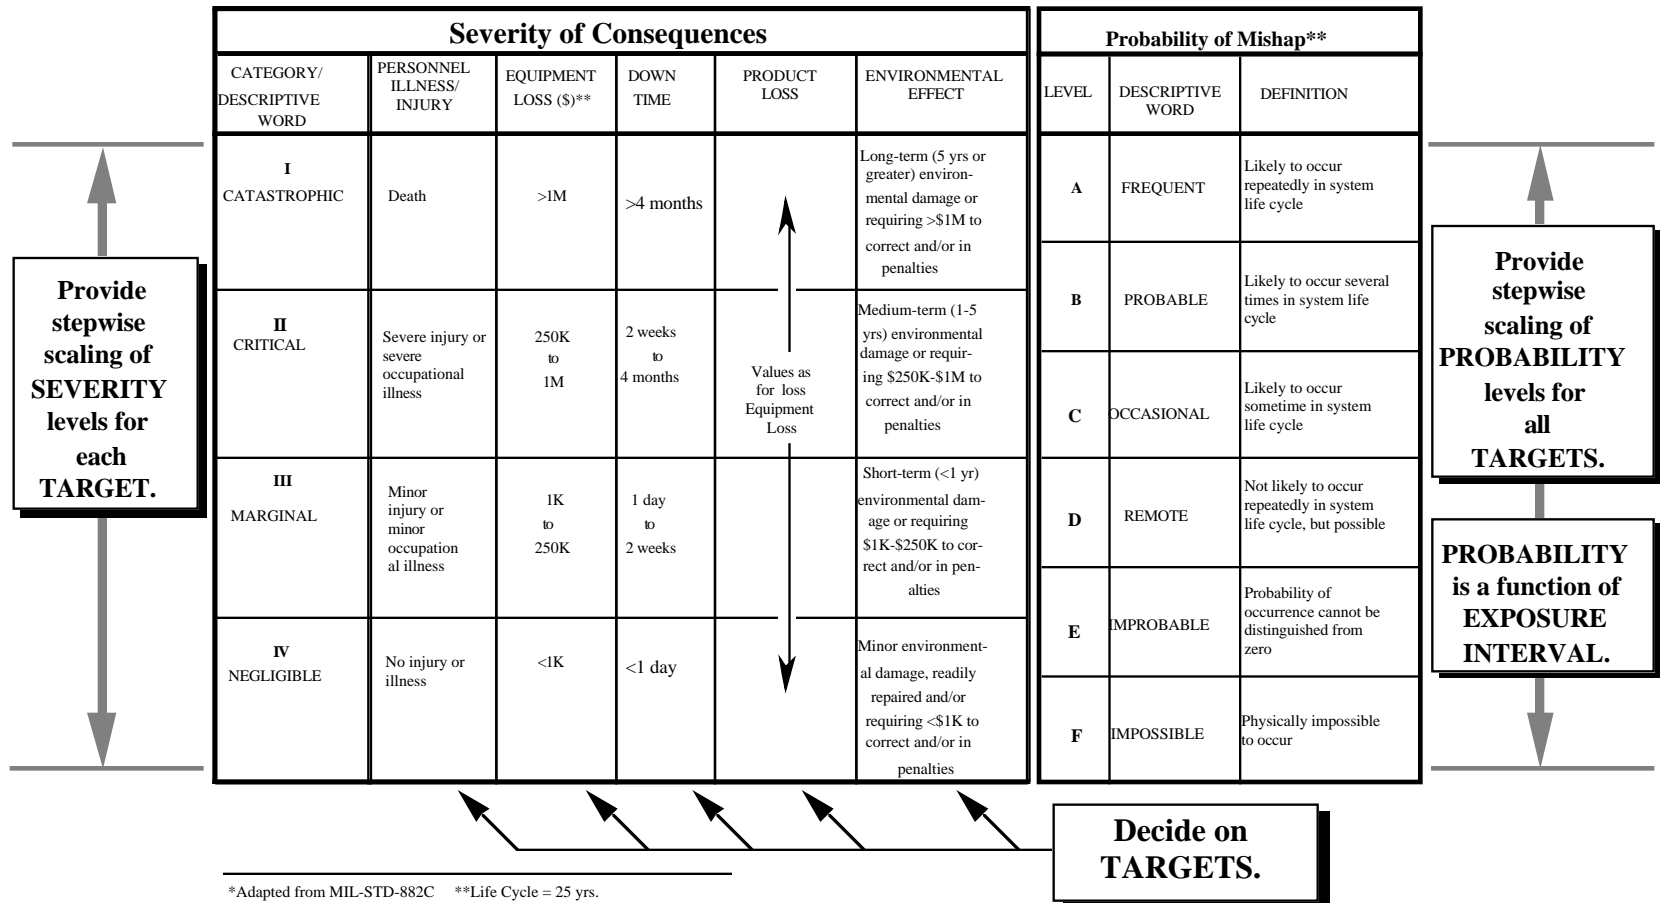 Severity of Consequences
CATEGORY/
DESCRIPTIVE
WORD
PERSONNEL
ILLNESS/
INJURY
EQUIPMENT
LOSS ($)**
DOWN
TIME
PRODUCT
LOSS
ENVIRONMENTAL
EFFECT
I
CATASTROPHIC
Death
>1M
>4 months
Long-term (5 yrs or
greater) environ-
mental damage or
requiring >$1M to
correct and/or in
penalties
II
CRITICAL
Severe injury or
severe
occupational
illness
250K
to
1M
2 weeks
to
4 months
Values as
for loss
Equipment
Loss
Medium-term (1-5
yrs) environmental
damage or requir-
ing $250K-$1M to
correct and/or in
penalties
III
MARGINAL
Minor
injury or
minor
occupation
al illness
1K
to
250K
1 day
to
2 weeks
Short-term (<1 yr)
environmental dam-
age or requiring
$1K-$250K to cor-
rect and/or in pen-
alties
IV
NEGLIGIBLE
No injury or
illness
<1K
<1 day
Minor environment-
al damage, readily
repaired and/or
requiring <$1K to
correct and/or in
penalties
Probability of Mishap**
LEVEL
DESCRIPTIVE
WORD
DEFINITION
A
FREQUENT
Likely to occur
repeatedly in system
life cycle
B
PROBABLE
Likely to occur several
times in system life
cycle
C
OCCASIONAL
Likely to occur
sometime in system
life cycle
D
REMOTE
Not likely to occur
repeatedly in system
life cycle, but possible
E
IMPROBABLE
Probability of
occurrence cannot be
distinguished from
zero
F
IMPOSSIBLE
Physically impossible
to occur
Provide
stepwise
scaling of
SEVERITY
levels for
each
TARGET.
Provide
stepwise
scaling of
PROBABILITY
levels for
all
TARGETS.
PROBABILITY
is a function of
EXPOSURE
INTERVAL.
Decide on
TARGETS.
*Adapted from MIL-STD-882C **Life Cycle = 25 yrs.